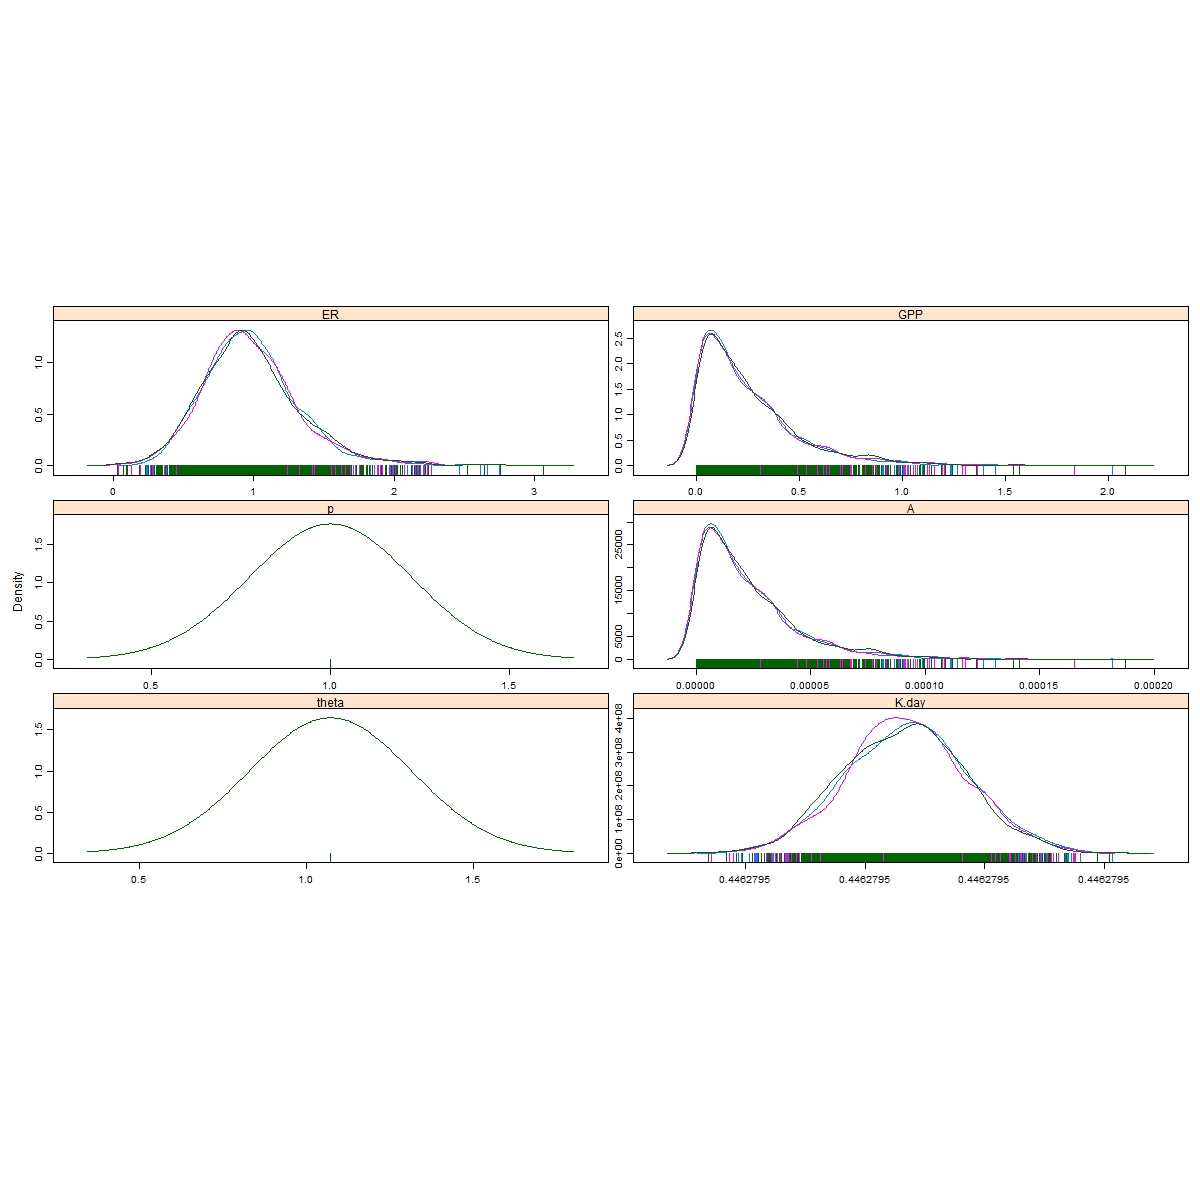 ER
GPP
0.0 0.5 1.0
0 1 2 3
0.0 0.5 1.0 1.5 2.0 2.5
0.0 0.5 1.0 1.5 2.0
p
A
Density
0.0 0.5 1.0 1.5
0.5 1.0 1.5
0 5000 15000 25000
0.00000 0.00005 0.00010 0.00015 0.00020
theta
K.day
0.0 0.5 1.0 1.5
0.5 1.0 1.5
0e+00 1e+08 2e+08 3e+08 4e+08
0.4462795 0.4462795 0.4462795 0.4462795